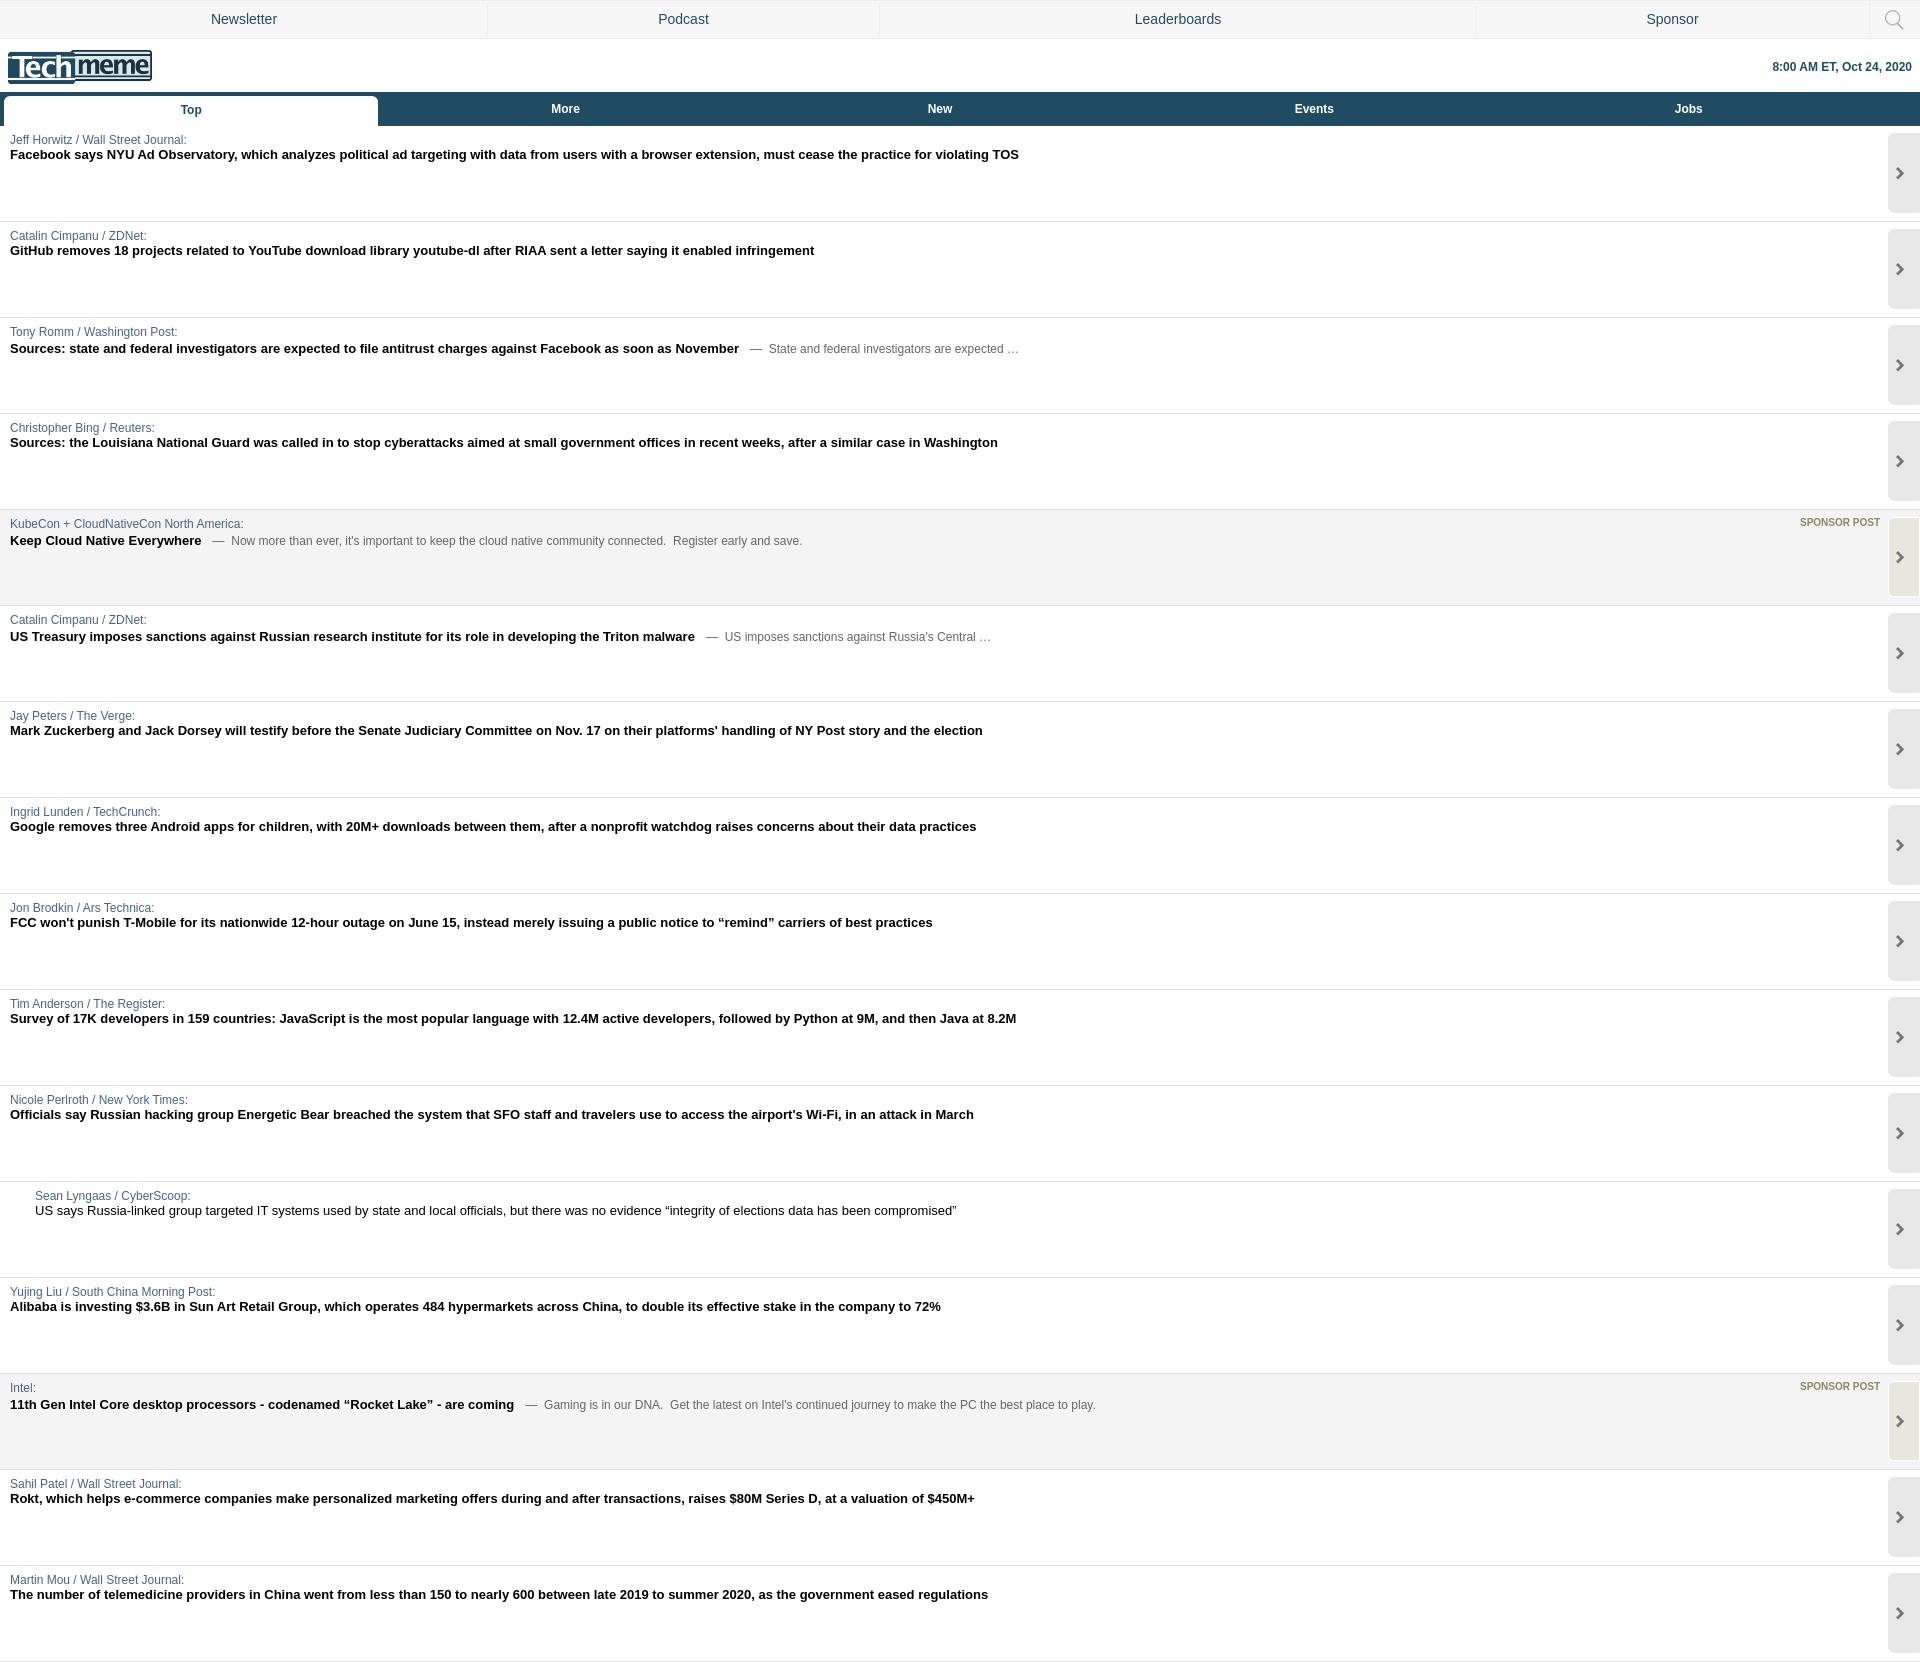 Newsletter
Podcast
Leaderboards
Sponsor
Techmeme
8:00 AM ET, Oct 24, 2020
Top
More
New
Events
Jobs
Jeff Horwitz / Wall Street Journal:
Facebook says NYU Ad Observatory, which analyzes political ad targeting with data from users with a browser extension, must cease the practice for violating TOS
Catalin Cimpanu / ZDNet:
GitHub removes 18 projects related to YouTube download library youtube-dl after RIAA sent a letter saying it enabled infringement
Tony Romm / Washington Post:
Sources: state and federal investigators are expected to file antitrust charges against Facebook as soon as November — State and federal investigators are expected …
Christopher Bing / Reuters:
Sources: the Louisiana National Guard was called in to stop cyberattacks aimed at small government offices in recent weeks, after a similar case in Washington
KubeCon + CloudNativeCon North America:
SPONSOR POST
Keep Cloud Native Everywhere — Now more than ever, it's important to keep the cloud native community connected. Register early and save.
Catalin Cimpanu / ZDNet:
US Treasury imposes sanctions against Russian research institute for its role in developing the Triton malware — US imposes sanctions against Russia's Central …
Jay Peters / The Verge:
Mark Zuckerberg and Jack Dorsey will testify before the Senate Judiciary Committee on Nov. 17 on their platforms' handling of NY Post story and the election
Ingrid Lunden / TechCrunch:
Google removes three Android apps for children, with 20M+ downloads between them, after a nonprofit watchdog raises concerns about their data practices
Jon Brodkin / Ars Technica:
FCC won't punish T-Mobile for its nationwide 12-hour outage on June 15, instead merely issuing a public notice to “remind” carriers of best practices
Tim Anderson / The Register:
Survey of 17K developers in 159 countries: JavaScript is the most popular language with 12.4M active developers, followed by Python at 9M, and then Java at 8.2M
Nicole Perlroth / New York Times:
Officials say Russian hacking group Energetic Bear breached the system that SFO staff and travelers use to access the airport's Wi-Fi, in an attack in March
Sean Lyngaas / CyberScoop:
US says Russia-linked group targeted IT systems used by state and local officials, but there was no evidence “integrity of elections data has been compromised”
Yujing Liu / South China Morning Post:
Alibaba is investing $3.6B in Sun Art Retail Group, which operates 484 hypermarkets across China, to double its effective stake in the company to 72%
Intel:
SPONSOR POST
11th Gen Intel Core desktop processors - codenamed “Rocket Lake” - are coming — Gaming is in our DNA. Get the latest on Intel's continued journey to make the PC the best place to play.
Sahil Patel / Wall Street Journal:
Rokt, which helps e-commerce companies make personalized marketing offers during and after transactions, raises $80M Series D, at a valuation of $450M+
Martin Mou / Wall Street Journal:
The number of telemedicine providers in China went from less than 150 to nearly 600 between late 2019 to summer 2020, as the government eased regulations